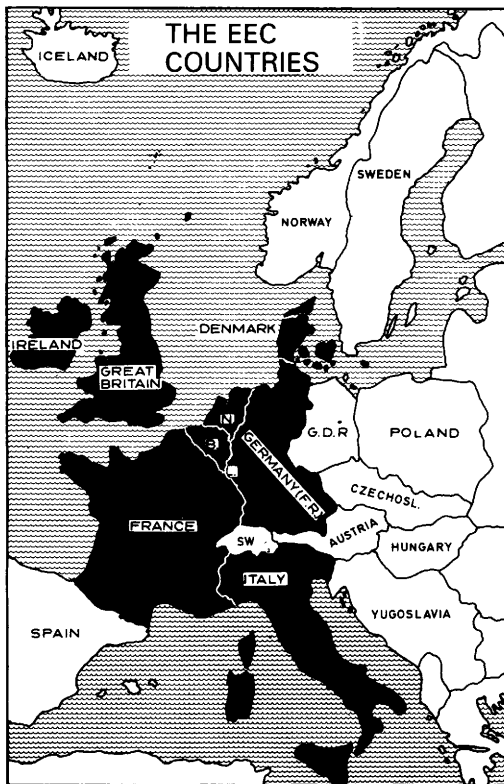 THE EEC
COUNTRIES
ICELAND
SWEDEN
NORWAY
DENMARK
IRELAND
GREAT
BRITAIN
N
B
L
G.D.R
POLAND
GERMANY(F.R.)
CZECHOSL.
FRANCE
SW.
AUSTRIA
HUNGARY
ITALY
YUGOSLAVIA
SPAIN